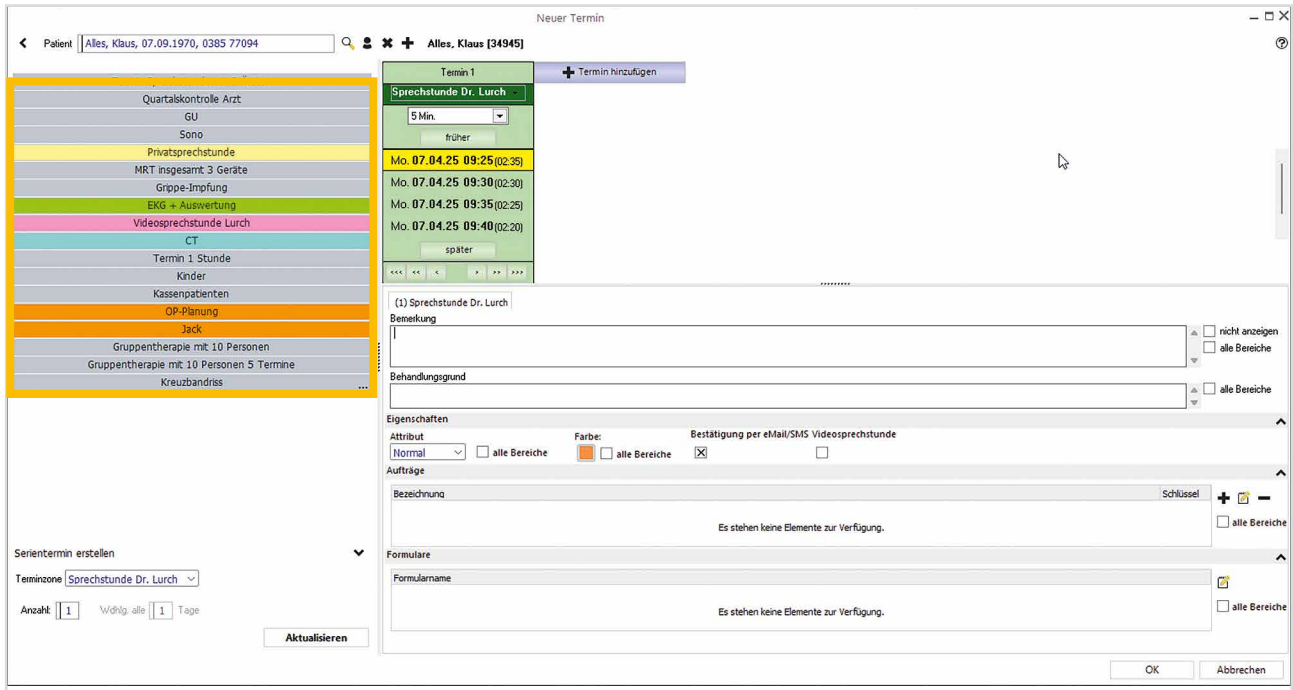 Neuer Termin
Patient Alles, Klaus, 07.09.1970, 0385 77094 Alles, Klaus [34945]
Quartalskontrolle Arzt
GU
Sono
Privatsprechstunde
MRT insgesamt 3 Geräte
Grippe-Impfung
EKG + Auswertung
Videosprechstunde Lurch
CT
Termin 1 Stunde
Kinder
Kassenpatienten
OP-Planung
Jack
Gruppentherapie mit 10 Personen
Gruppentherapie mit 10 Personen 5 Termine
Kreuzbandriss ...
Serientermin erstellen
Terminzone Sprechstunde Dr. Lurch
Anzahl: 1 Wdhlg. alle 1 Tage
Aktualisieren
Termin 1 Termin hinzufügen
Sprechstunde Dr. Lurch
5 Min.
früher
Mo. 07.04.25 09:25 (02:35)
Mo. 07.04.25 09:30 (02:30)
Mo. 07.04.25 09:35 (02:25)
Mo. 07.04.25 09:40 (02:20)
später
<<< << < > >> >>>
(1) Sprechstunde Dr. Lurch
Bemerkung
nicht anzeigen
alle Bereiche
Behandlungsgrund
alle Bereiche
Eigenschaften
Attribut Farbe: Bestätigung per eMail/SMS Videosprechstunde
Normal alle Bereiche alle Bereiche
Aufträge
Bezeichnung Schlüssel
Es stehen keine Elemente zur Verfügung.
alle Bereiche
Formulare
Formularname
Es stehen keine Elemente zur Verfügung.
alle Bereiche
OK Abbrechen